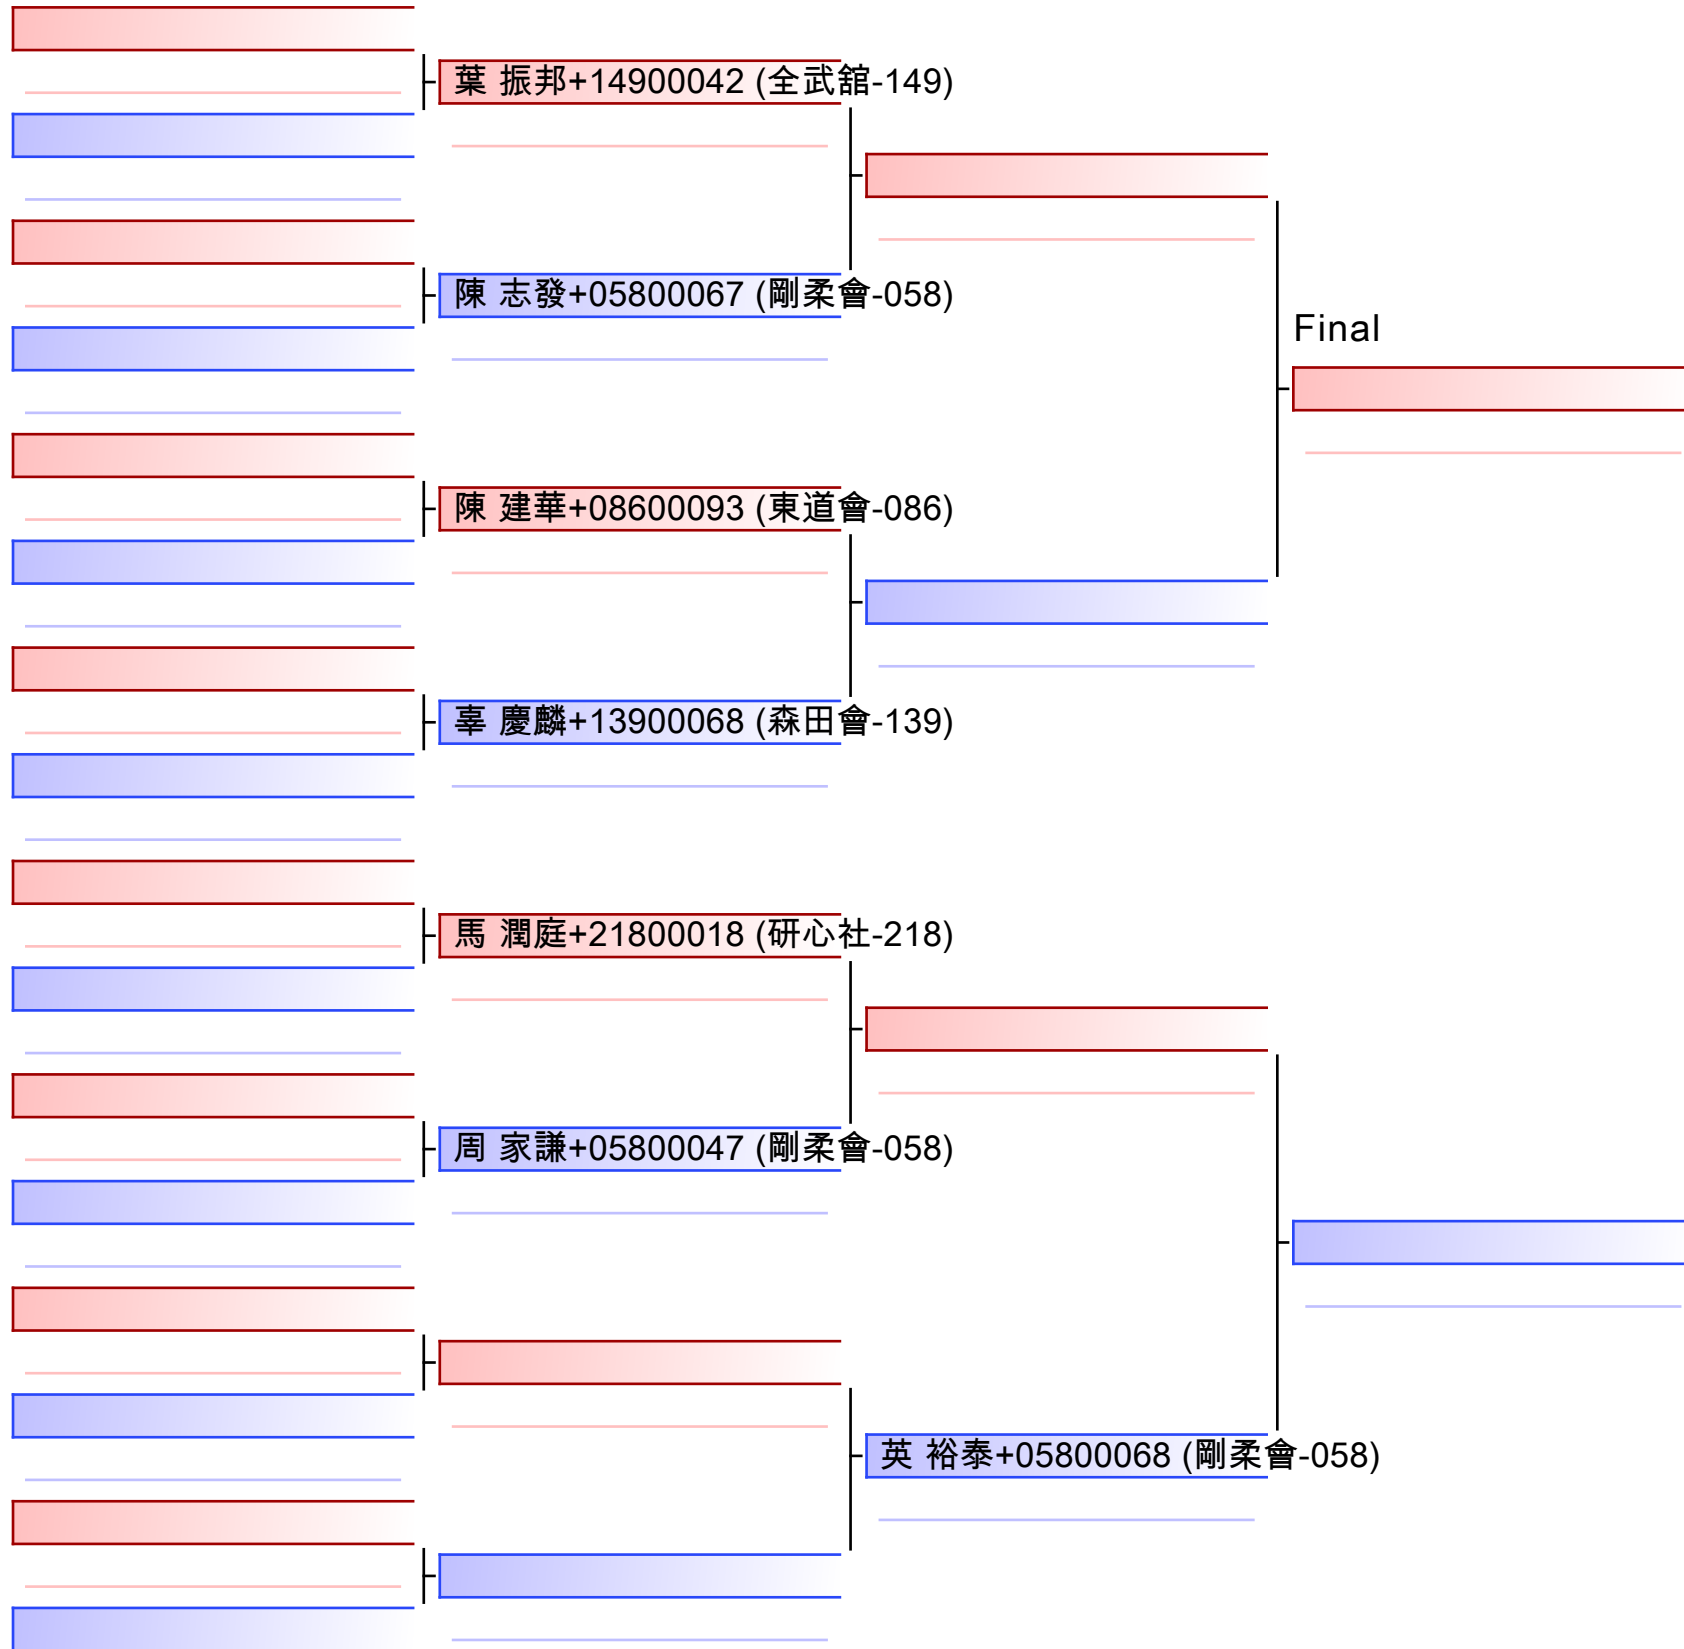 葉 振邦+14900042 (全武舘-149)
陳 志發+05800067 (剛柔會-058)
Final
陳 建華+08600093 (東道會-086)
辜 慶麟+13900068 (森田會-139)
馬 潤庭+21800018 (研心社-218)
周 家謙+05800047 (剛柔會-058)
英 裕泰+05800068 (剛柔會-058)